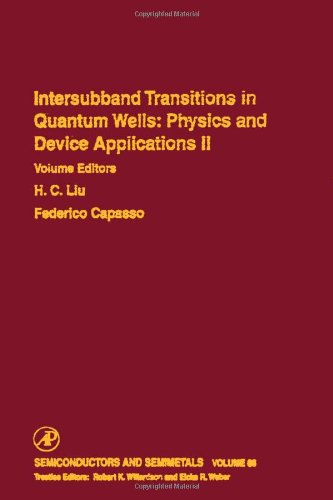 Intersubband Transitions in
Quantum Wells: Physics and
Device Applications II
Volume Editors
H. C. Liu
Federico Capasso
AP
SEMICONDUCTORS AND SEMIMETALS VOLUME 66
Treatise Editors: Robert K. Willardson and Eicke R. Weber